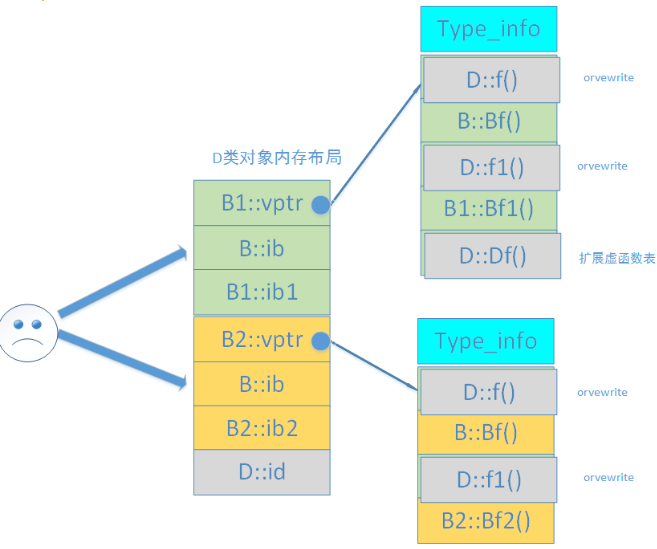 Type_info
D::f()
orvewrite
B::Bf()
D::f1()
orvewrite
B1::Bf1()
D::Df()
扩展虚函数表
D类对象内存布局
B1::vptr
B::ib
B1::ib1
B2::vptr
B::ib
B2::ib2
D::id
Type_info
D::f()
orvewrite
B::Bf()
D::f1()
orvewrite
B2::Bf2()